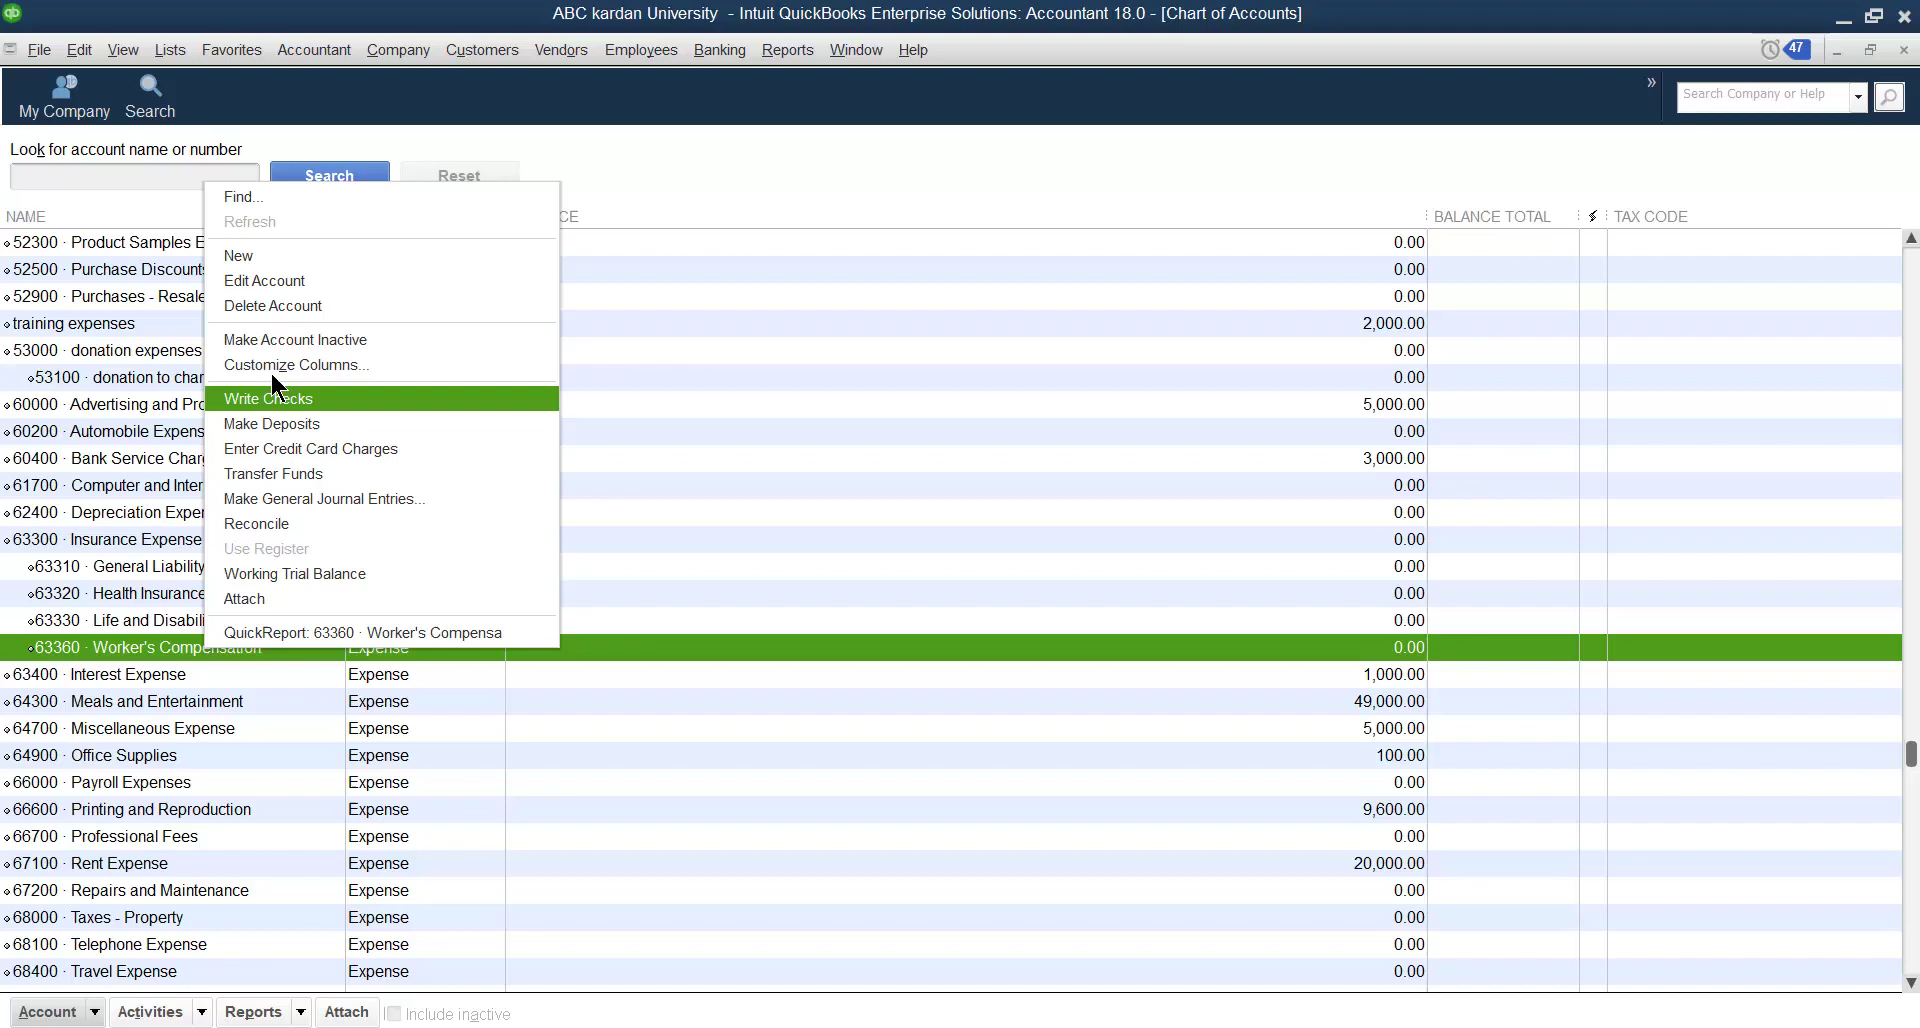 ABC kardan University - Intuit QuickBooks Enterprise Solutions: Accountant 18.0 - [Chart of Accounts]
File Edit View Lists Favorites Accountant Company Customers Vendors Employees Banking Reports Window Help 47
My Company Search » Search Company or Help
Look for account name or number
Search Reset
NAME CE BALANCE TOTAL TAX CODE
Find...
Refresh
New
Edit Account
Delete Account
Make Account Inactive
Customize Columns...
Write Checks
Make Deposits
Enter Credit Card Charges
Transfer Funds
Make General Journal Entries...
Reconcile
Use Register
Working Trial Balance
Attach
QuickReport: 63360 · Worker's Compensa
52300 · Product Samples E 0.00
52500 · Purchase Discounts 0.00
52900 · Purchases - Resale 0.00
training expenses 2,000.00
53000 · donation expenses 0.00
53100 · donation to char 0.00
60000 · Advertising and Pro 5,000.00
60200 · Automobile Expens 0.00
60400 · Bank Service Char 3,000.00
61700 · Computer and Inter 0.00
62400 · Depreciation Exper 0.00
63300 · Insurance Expense 0.00
63310 · General Liability 0.00
63320 · Health Insurance 0.00
63330 · Life and Disabili 0.00
63360 · Worker's Compensation Expense 0.00
63400 · Interest Expense Expense 1,000.00
64300 · Meals and Entertainment Expense 49,000.00
64700 · Miscellaneous Expense Expense 5,000.00
64900 · Office Supplies Expense 100.00
66000 · Payroll Expenses Expense 0.00
66600 · Printing and Reproduction Expense 9,600.00
66700 · Professional Fees Expense 0.00
67100 · Rent Expense Expense 20,000.00
67200 · Repairs and Maintenance Expense 0.00
68000 · Taxes - Property Expense 0.00
68100 · Telephone Expense Expense 0.00
68400 · Travel Expense Expense 0.00
Account Activities Reports Attach Include inactive